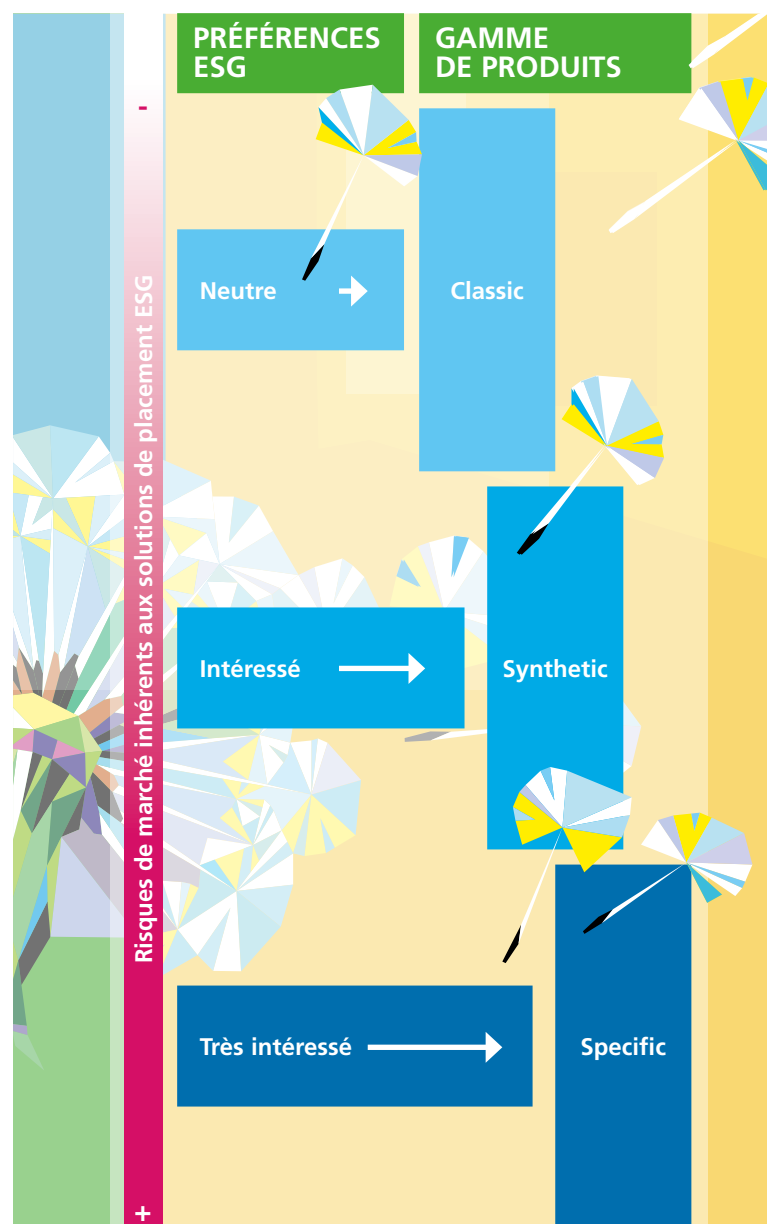 PRÉFÉRENCES
ESG
GAMME
DE PRODUITS
-
Risques de marché inhérents aux solutions de placement ESG
+
Neutre
Classic
Intéressé
Synthetic
Très intéressé
Specific